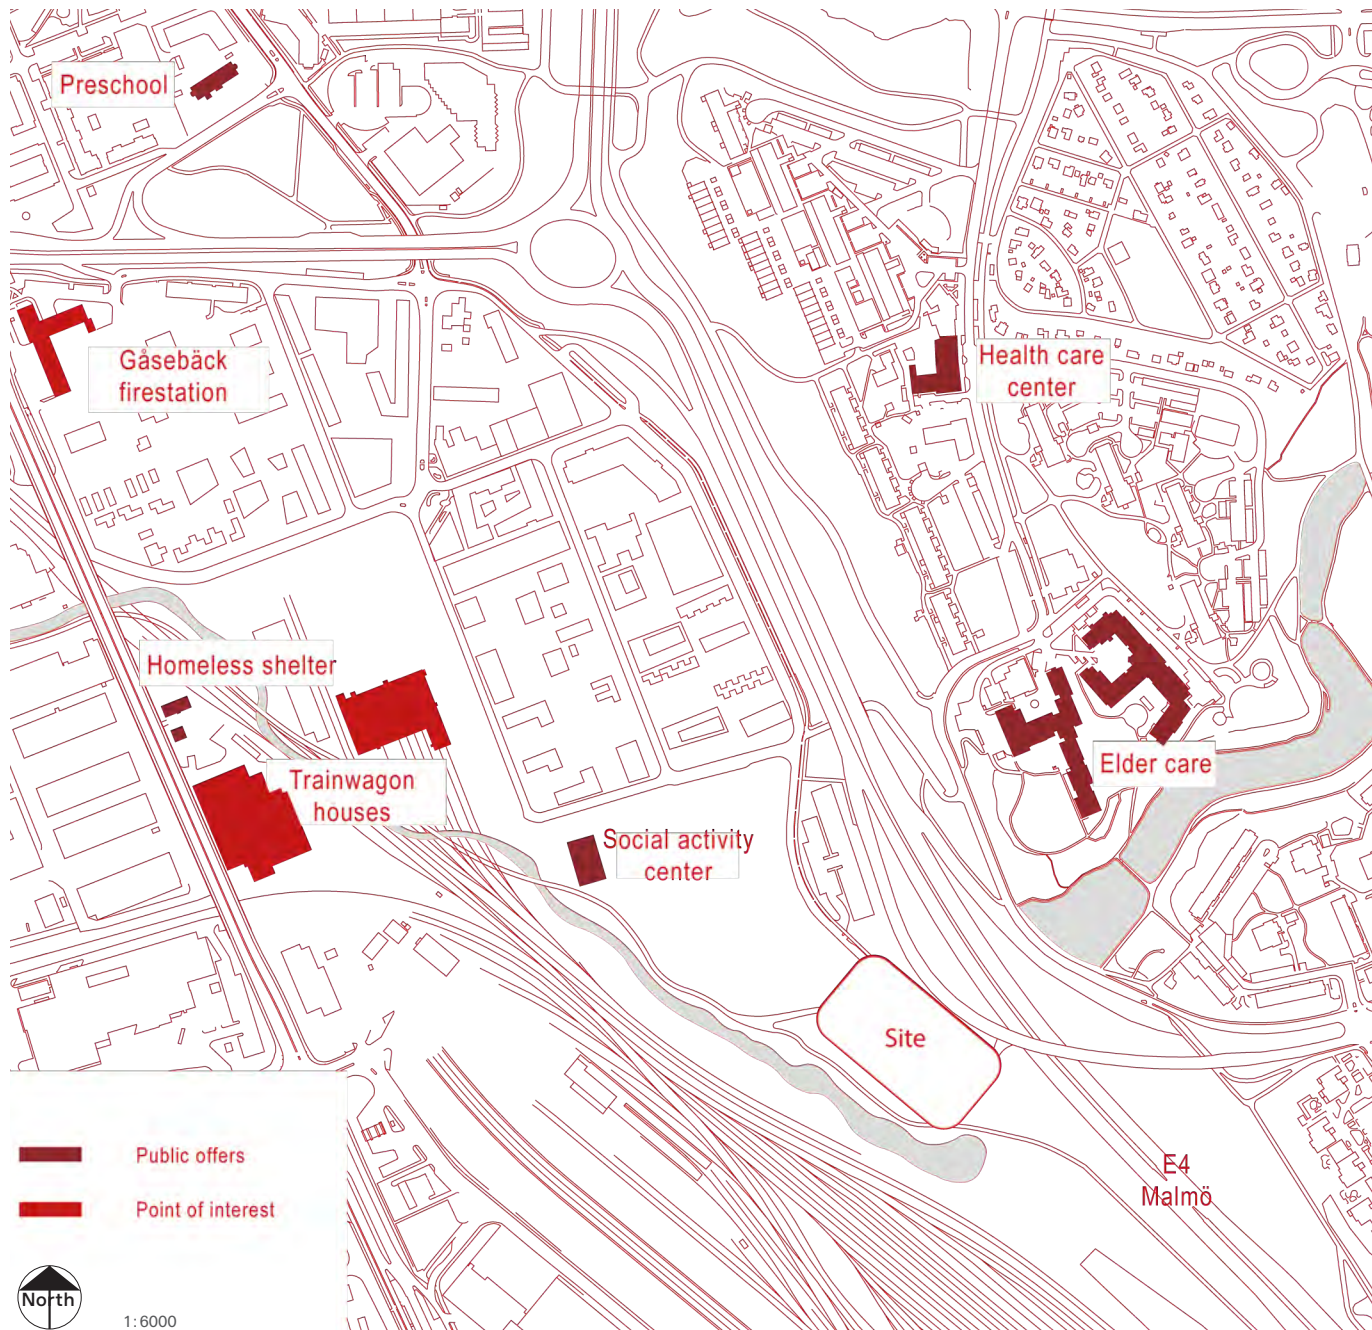 Preschool
Gåsebäck
firestation
Health care
center
Homeless shelter
Trainwagon
houses
Elder care
Social activity
center
Site
E4
Malmö
Public offers
Point of interest
North
1:6000